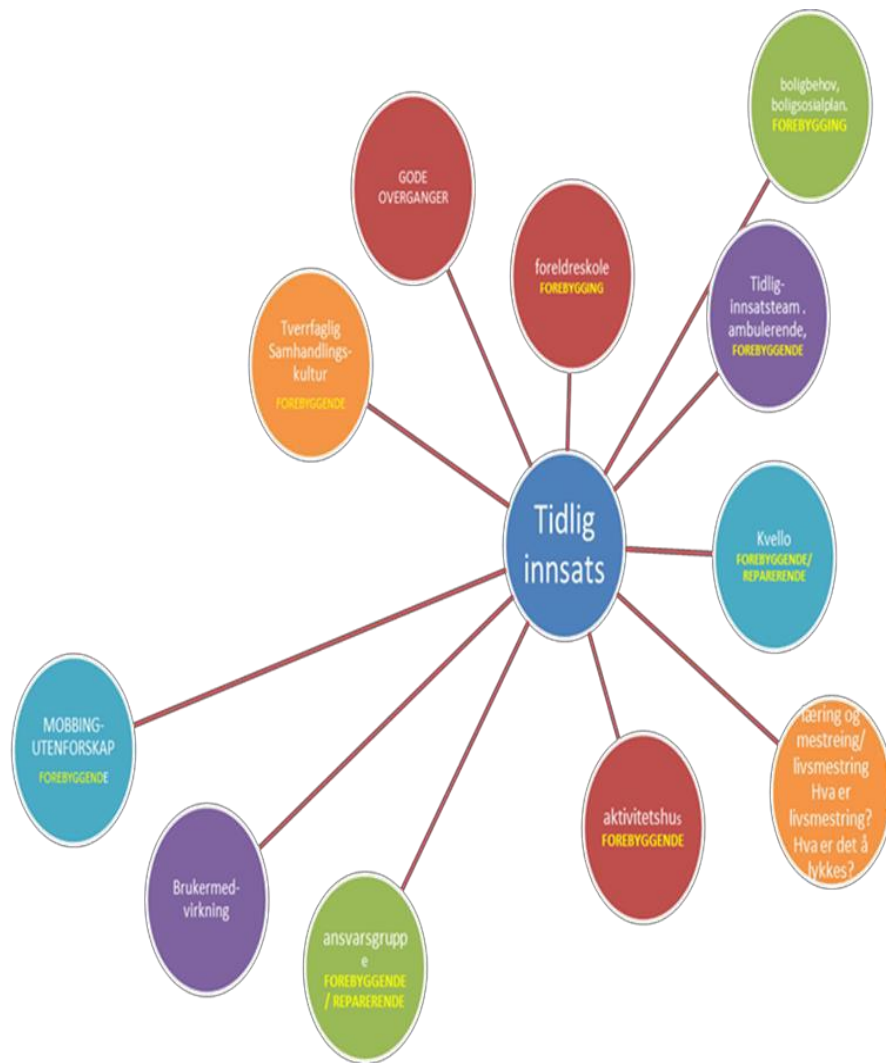 boligbehov,
boligsosialplan.
FOREBYGGING
GODE
OVERGANGER
foreldreskole
FOREBYGGING
Tidlig-
innsatsteam .
ambulerende,
FOREBYGGENDE
Tverrfaglig
Samhandlings-
kultur
FOREBYGGENDE
Tidlig
innsats
Kvello
FOREBYGGENDE/
REPARERENDE
MOBBING-
UTENFORSKAP
FOREBYGGENDE
læring og
mestreing/
livsmestring
Hva er
livsmestring?
Hva er det å
lykkes?
aktivitetshus
FOREBYGGENDE
Brukermed-
virkning
ansvarsgrupp
e
FOREBYGGENDE
/ REPARERENDE